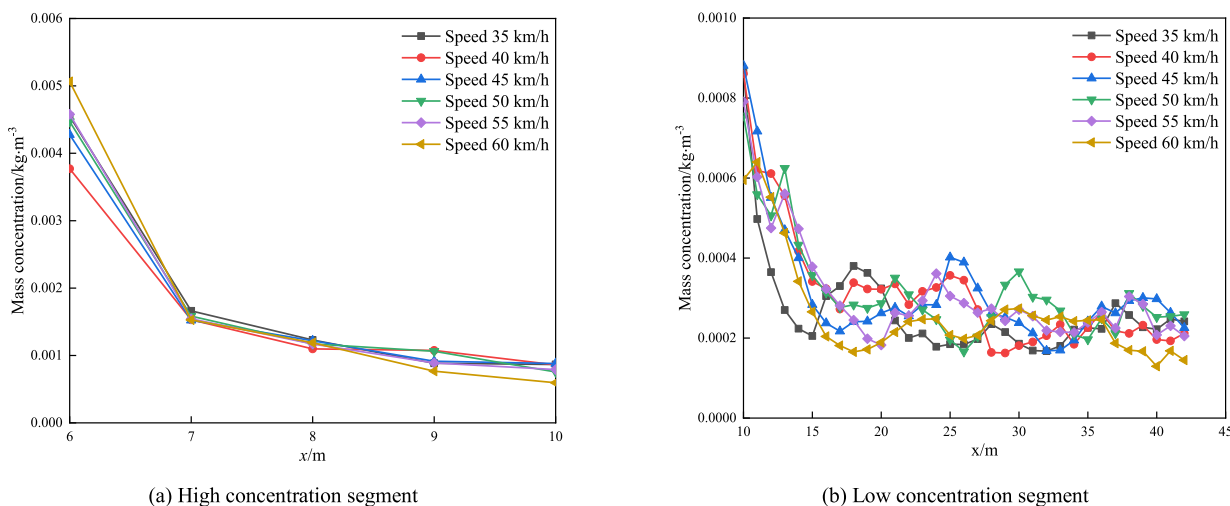 0.006
0.005
0.004
0.003
0.002
0.001
0.000
Mass concentration/kg·m⁻³
Speed 35 km/h
Speed 40 km/h
Speed 45 km/h
Speed 50 km/h
Speed 55 km/h
Speed 60 km/h
6 7 8 9 10
x/m
(a) High concentration segment
0.0010
0.0008
0.0006
0.0004
0.0002
0.0000
Mass concentration/kg·m⁻³
Speed 35 km/h
Speed 40 km/h
Speed 45 km/h
Speed 50 km/h
Speed 55 km/h
Speed 60 km/h
10 15 20 25 30 35 40 45
x/m
(b) Low concentration segment